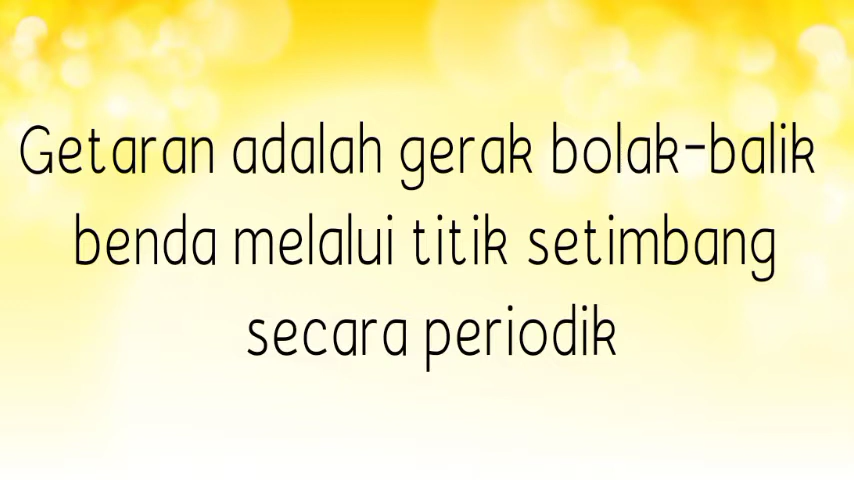 Getaran adalah gerak bolak-balik
benda melalui titik setimbang
secara periodik